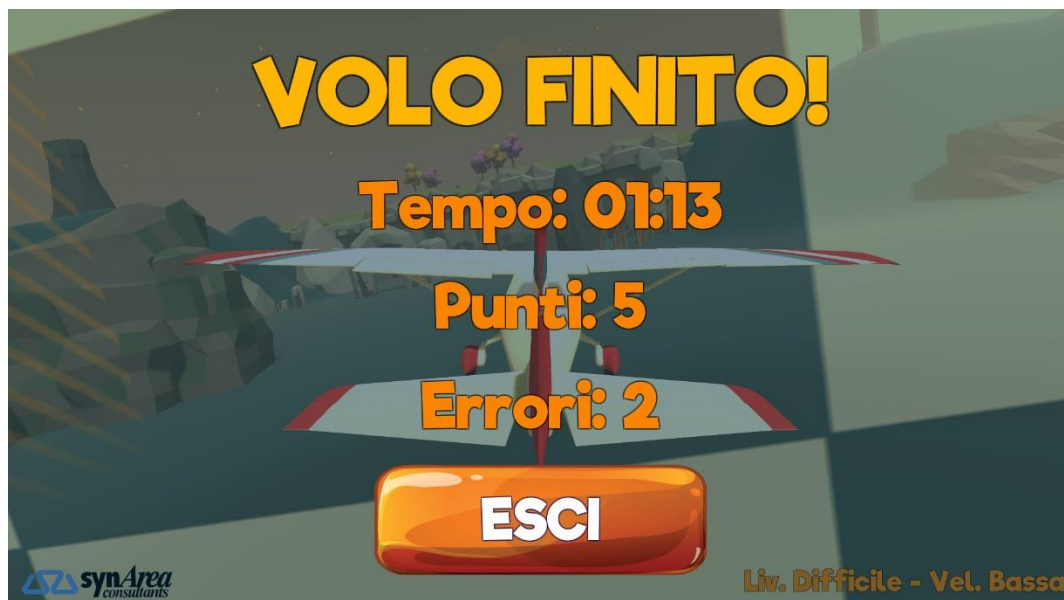 VOLO FINITO!
Tempo: 01:13
Punti: 5
Errori: 2
ESCI
synArea
consultants
Liv. Difficile - Vel. Bassa